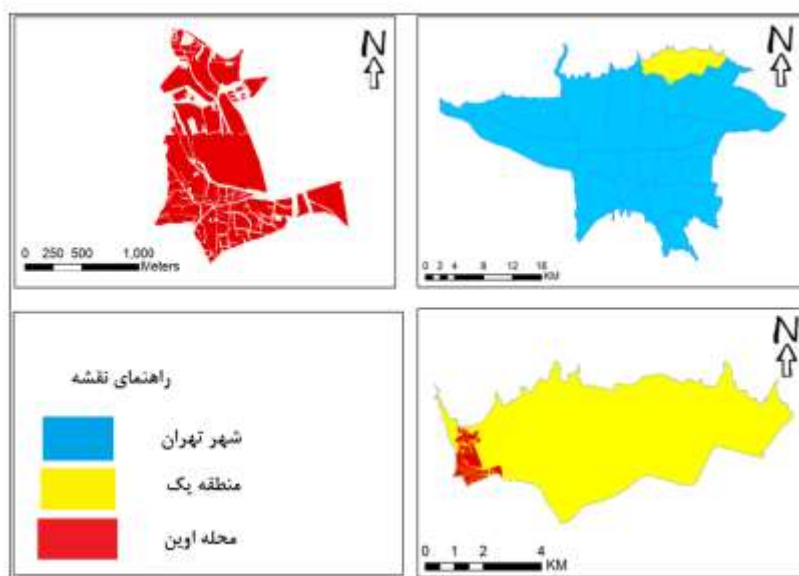 N
0 250 500 1,000
Meters
N
0 2 4 8 12 16
KM
راهنمای نقشه
شهر تهران
منطقه یک
محله اوین
N
0 1 2 4
KM